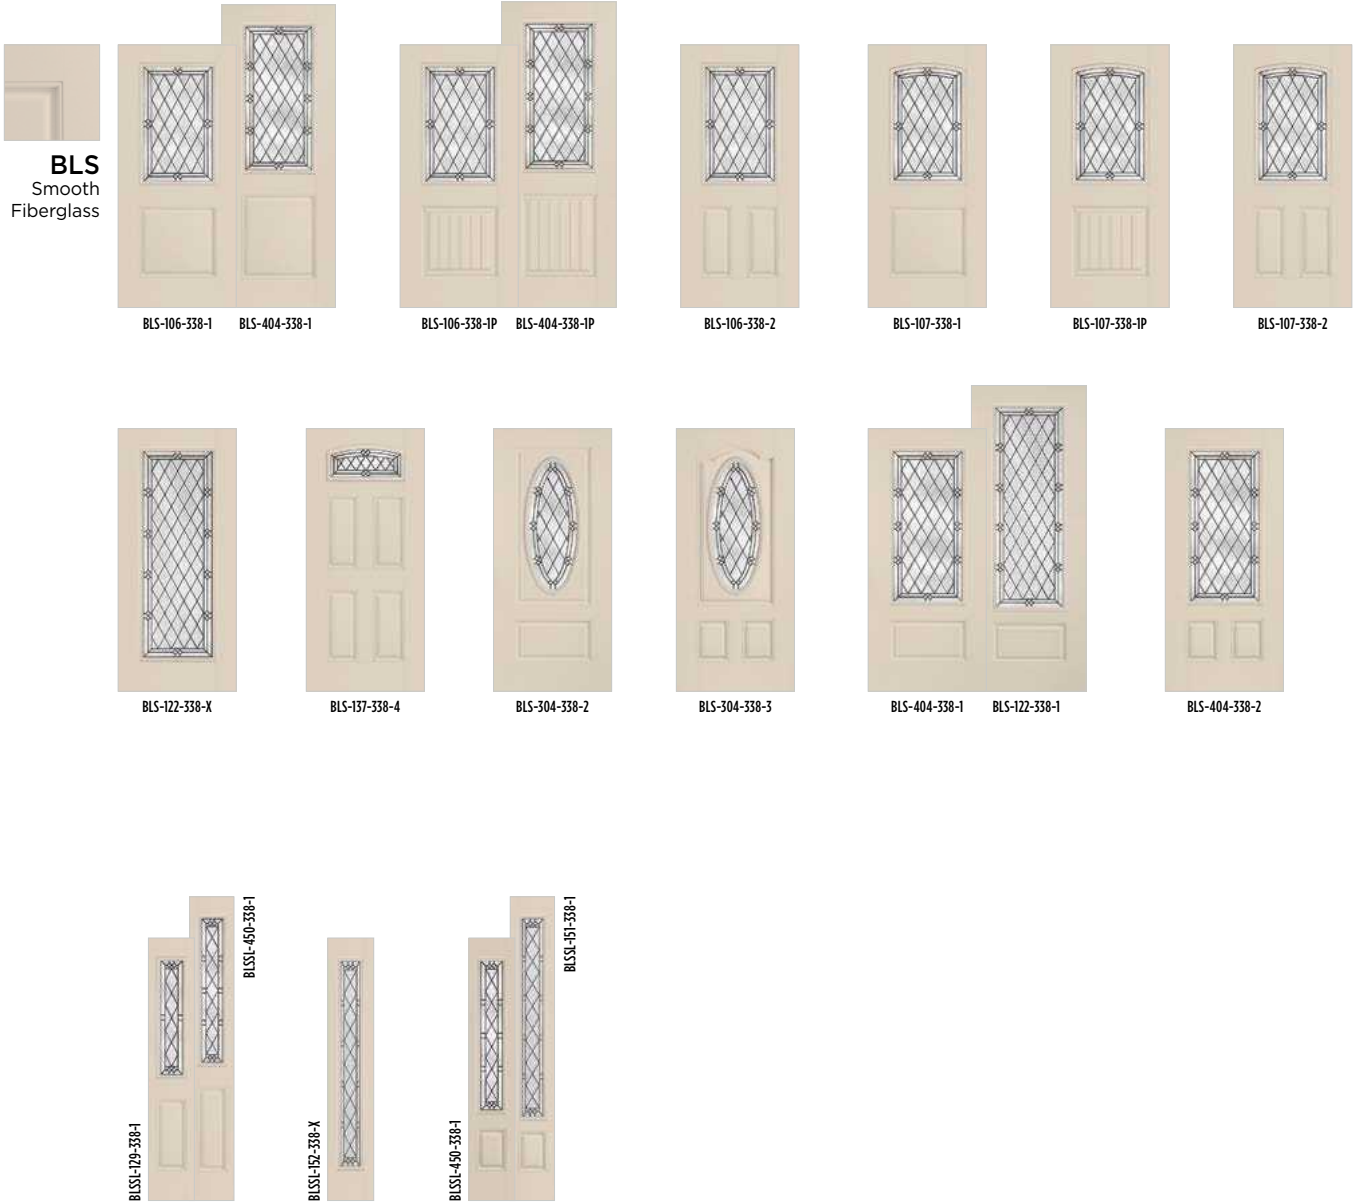 BLS
Smooth
Fiberglass
BLS-106-338-1 BLS-404-338-1
BLS-106-338-1P BLS-404-338-1P
BLS-106-338-2
BLS-107-338-1
BLS-107-338-1P
BLS-107-338-2
BLS-122-338-X
BLS-137-338-4
BLS-304-338-2
BLS-304-338-3
BLS-404-338-1 BLS-122-338-1
BLS-404-338-2
BLSSL-129-338-1
BLSSL-450-338-1
BLSSL-152-338-X
BLSSL-450-338-1
BLSSL-151-338-1